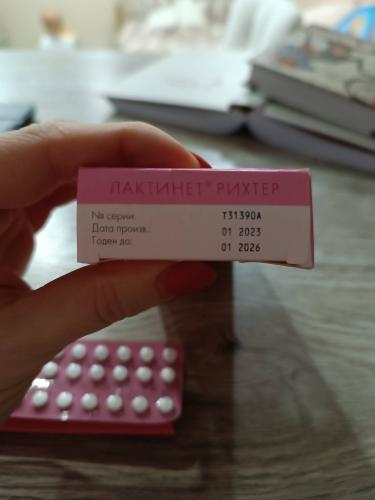 ЛАКТИНЕТ® РИХТЕР
№ серии: T31390A
Дата произв.: 01 2023
Годен до: 01 2026